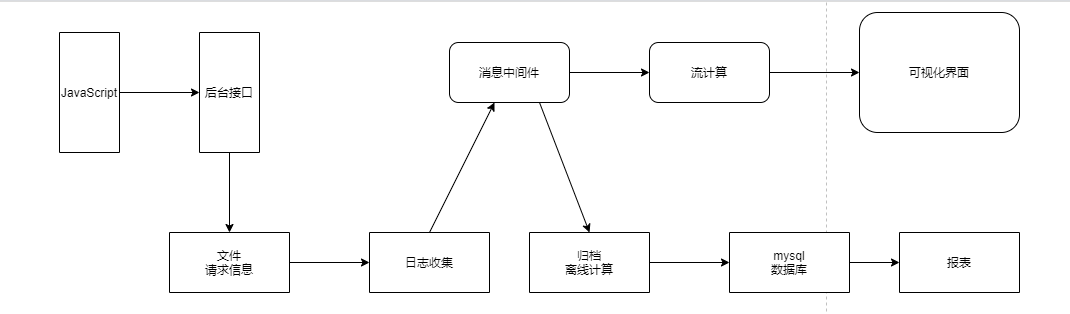 JavaScript
后台接口
消息中间件
流计算
可视化界面
文件
请求信息
日志收集
归档
离线计算
mysql
数据库
报表